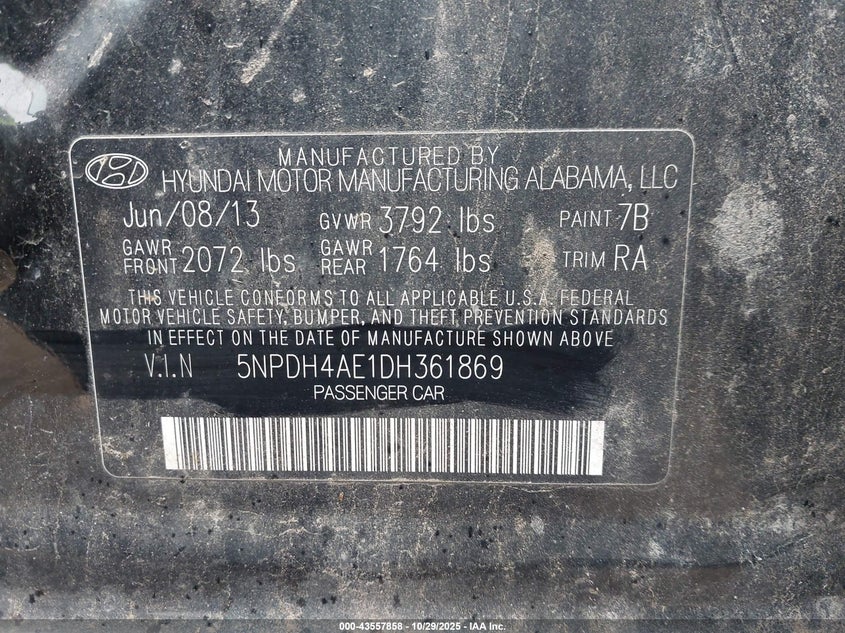 MANUFACTURED BY
HYUNDAI MOTOR MANUFACTURING ALABAMA, LLC
Jun/08/13 GVWR 3792 lbs PAINT 7B
GAWR FRONT 2072 lbs GAWR REAR 1764 lbs TRIM RA
THIS VEHICLE CONFORMS TO ALL APPLICABLE U.S.A. FEDERAL
MOTOR VEHICLE SAFETY, BUMPER, AND THEFT PREVENTION STANDARDS
IN EFFECT ON THE DATE OF MANUFACTURE SHOWN ABOVE
V.I.N 5NPDH4AE1DH361869
PASSENGER CAR
000-43557858 - 10/29/2025 - IAA Inc.